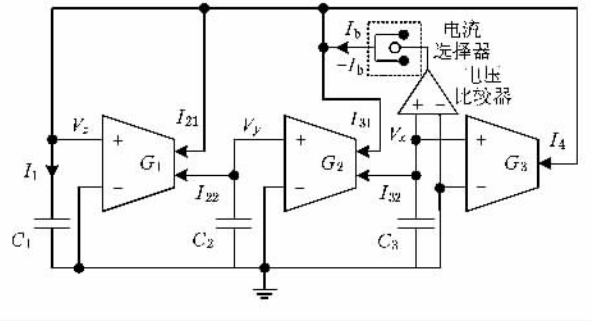 I_b
电流
选择器
-I_b
电压
比较器
V_z
+
I_21
V_y
+
I_31
V_x
+ −
+
I_4
I_1
G_1
G_2
G_3
−
I_22
−
I_32
−
C_1
C_2
C_3